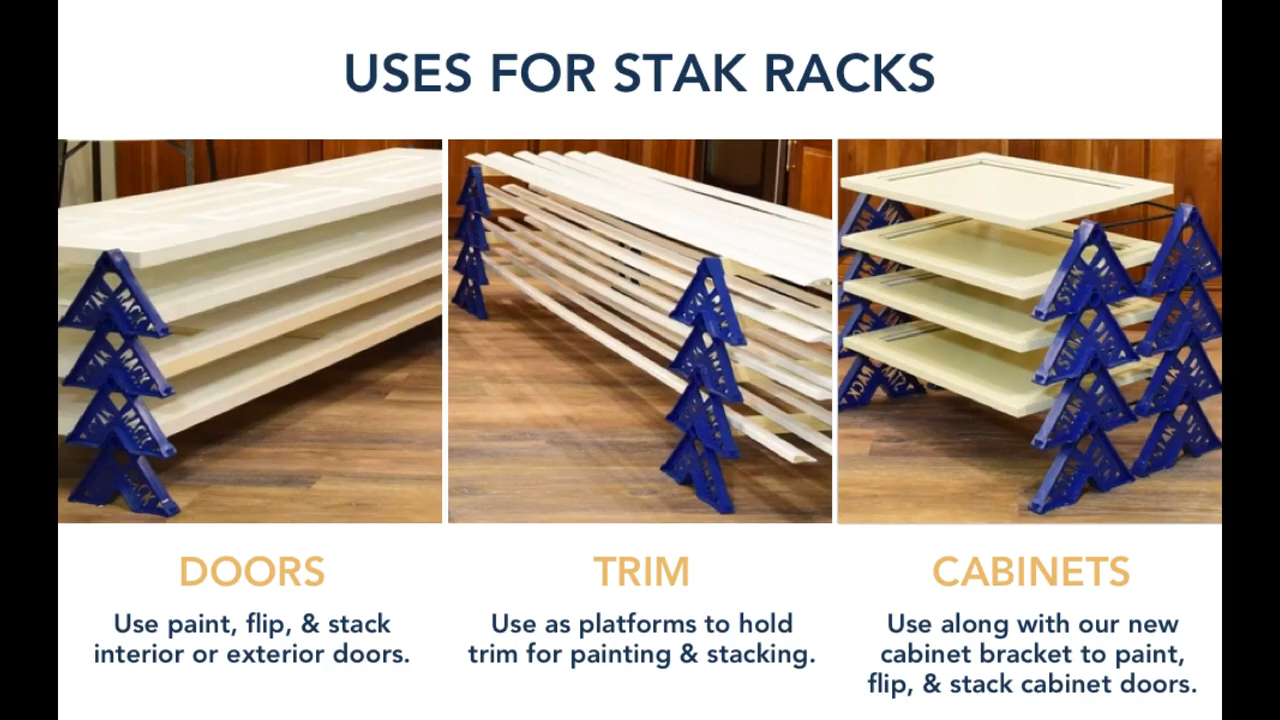 USES FOR STAK RACKS
DOORS
Use paint, flip, & stack
interior or exterior doors.
TRIM
Use as platforms to hold
trim for painting & stacking.
CABINETS
Use along with our new
cabinet bracket to paint,
flip, & stack cabinet doors.